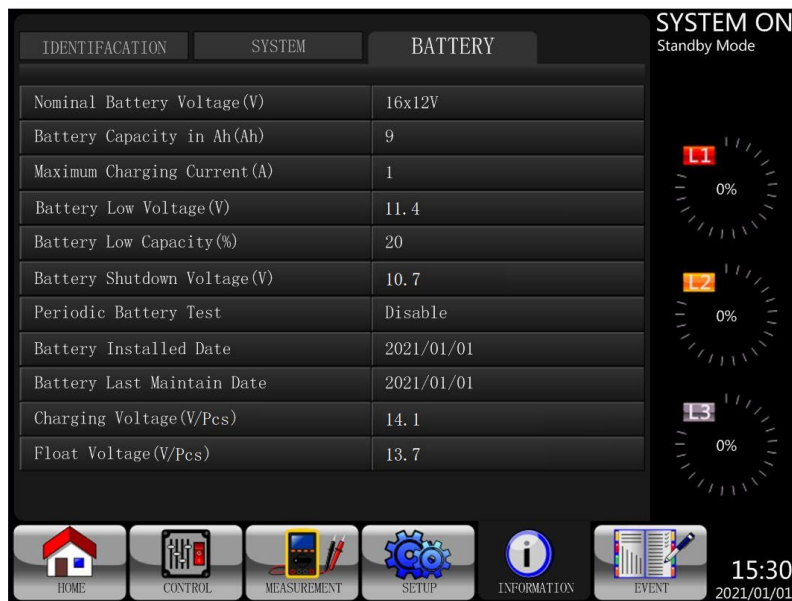 IDENTIFACATION SYSTEM BATTERY
SYSTEM ON
Standby Mode
Nominal Battery Voltage(V) 16x12V
Battery Capacity in Ah(Ah) 9
Maximum Charging Current(A) 1
Battery Low Voltage(V) 11.4
Battery Low Capacity(%) 20
Battery Shutdown Voltage(V) 10.7
Periodic Battery Test Disable
Battery Installed Date 2021/01/01
Battery Last Maintain Date 2021/01/01
Charging Voltage(V/Pcs) 14.1
Float Voltage(V/Pcs) 13.7
L1
0%
L2
0%
L3
0%
HOME CONTROL MEASUREMENT SETUP INFORMATION EVENT
15:30
2021/01/01